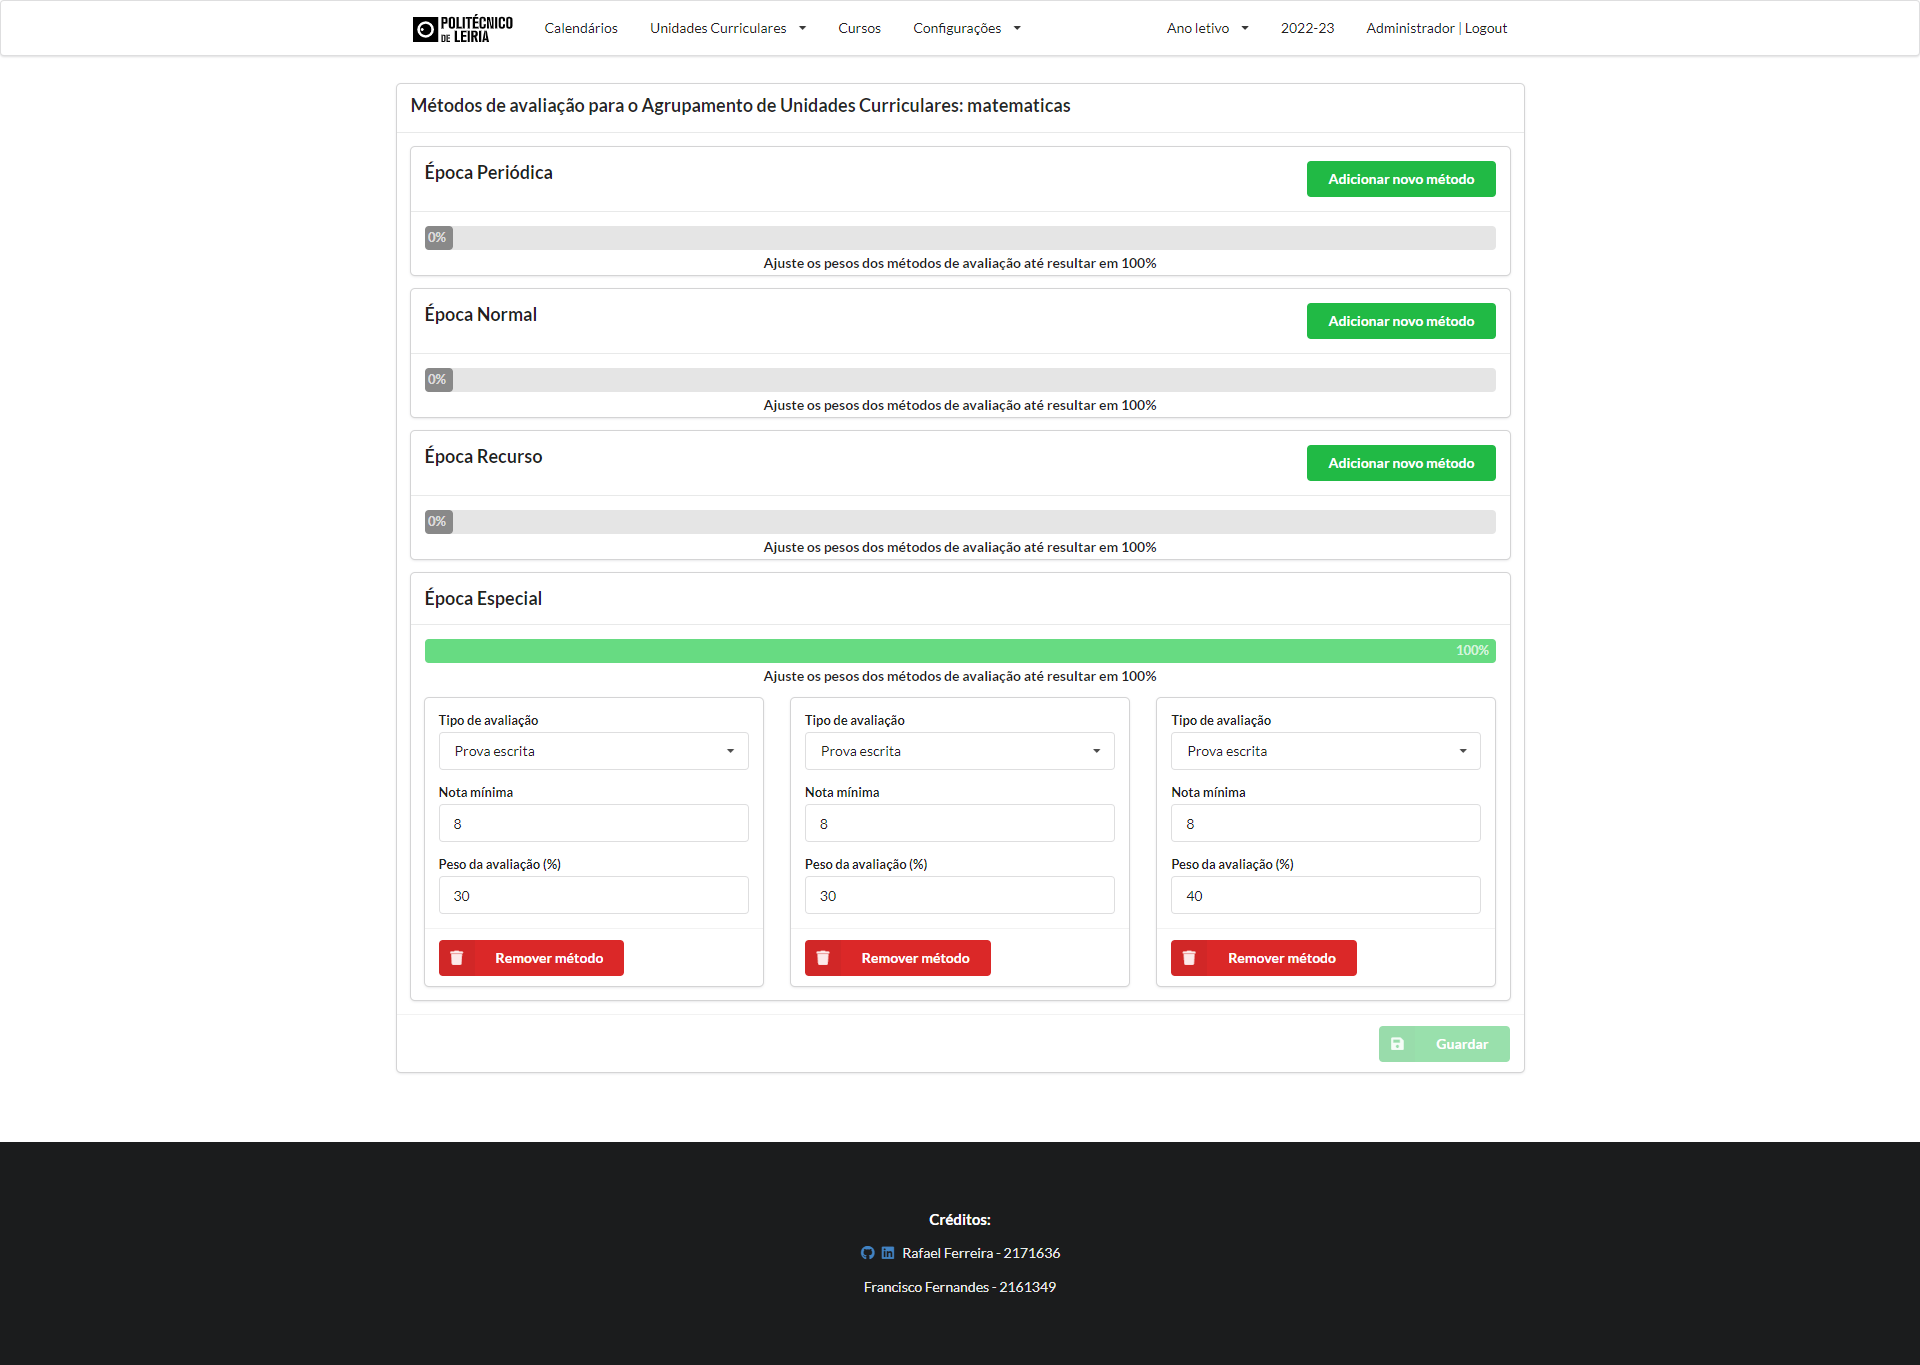 POLITÉCNICO DE LEIRIA
Calendários
Unidades Curriculares
Cursos
Configurações
Ano letivo
2022-23
Administrador | Logout
Métodos de avaliação para o Agrupamento de Unidades Curriculares: matematicas
Época Periódica
Adicionar novo método
0%
Ajuste os pesos dos métodos de avaliação até resultar em 100%
Época Normal
Adicionar novo método
0%
Ajuste os pesos dos métodos de avaliação até resultar em 100%
Época Recurso
Adicionar novo método
0%
Ajuste os pesos dos métodos de avaliação até resultar em 100%
Época Especial
100%
Ajuste os pesos dos métodos de avaliação até resultar em 100%
Tipo de avaliação
Prova escrita
Nota mínima
8
Peso da avaliação (%)
30
Remover método
Tipo de avaliação
Prova escrita
Nota mínima
8
Peso da avaliação (%)
30
Remover método
Tipo de avaliação
Prova escrita
Nota mínima
8
Peso da avaliação (%)
40
Remover método
Guardar
Créditos:
Rafael Ferreira - 2171636
Francisco Fernandes - 2161349